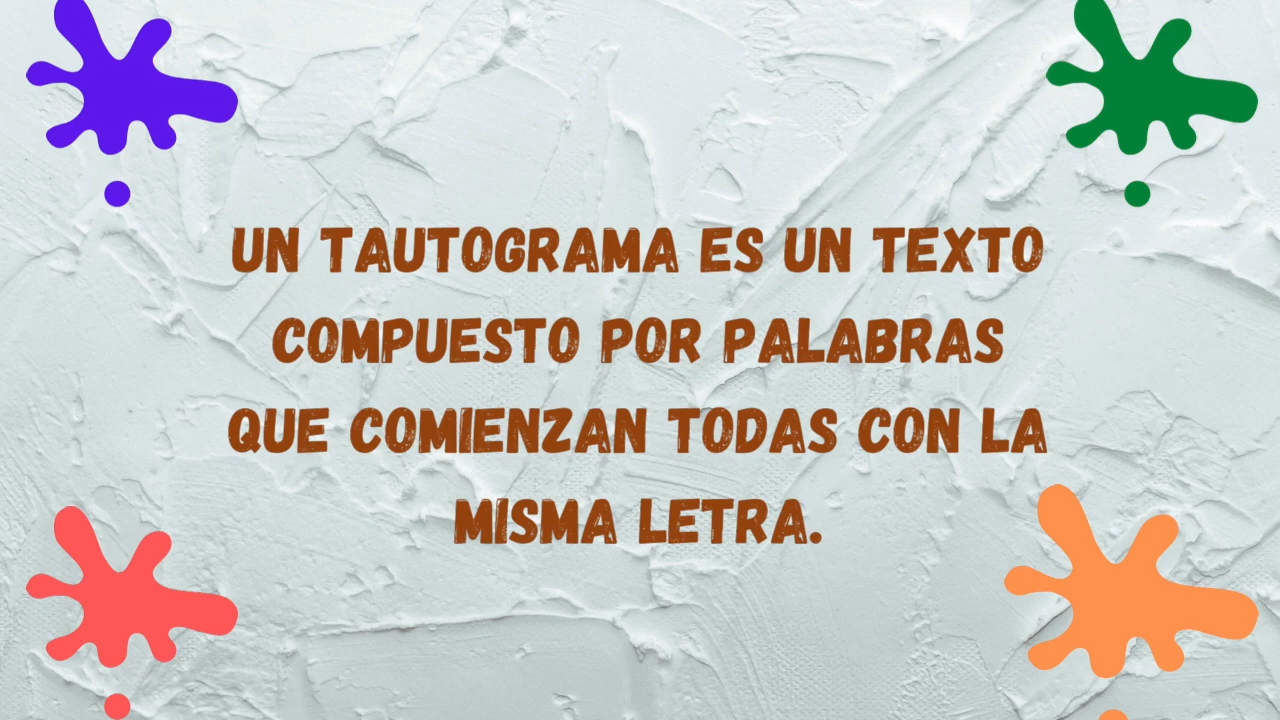 UN TAUTOGRAMA ES UN TEXTO
COMPUESTO POR PALABRAS
QUE COMIENZAN TODAS CON LA
MISMA LETRA.